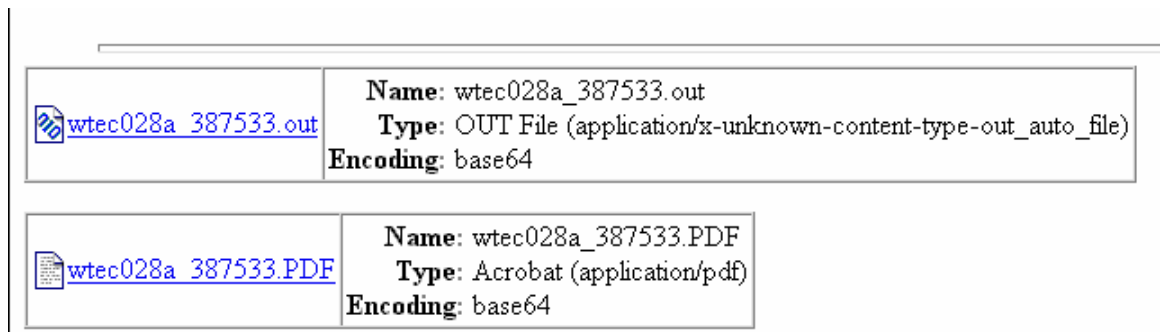 wtec028a_387533.out
Name: wtec028a_387533.out
Type: OUT File (application/x-unknown-content-type-out_auto_file)
Encoding: base64
wtec028a_387533.PDF
Name: wtec028a_387533.PDF
Type: Acrobat (application/pdf)
Encoding: base64